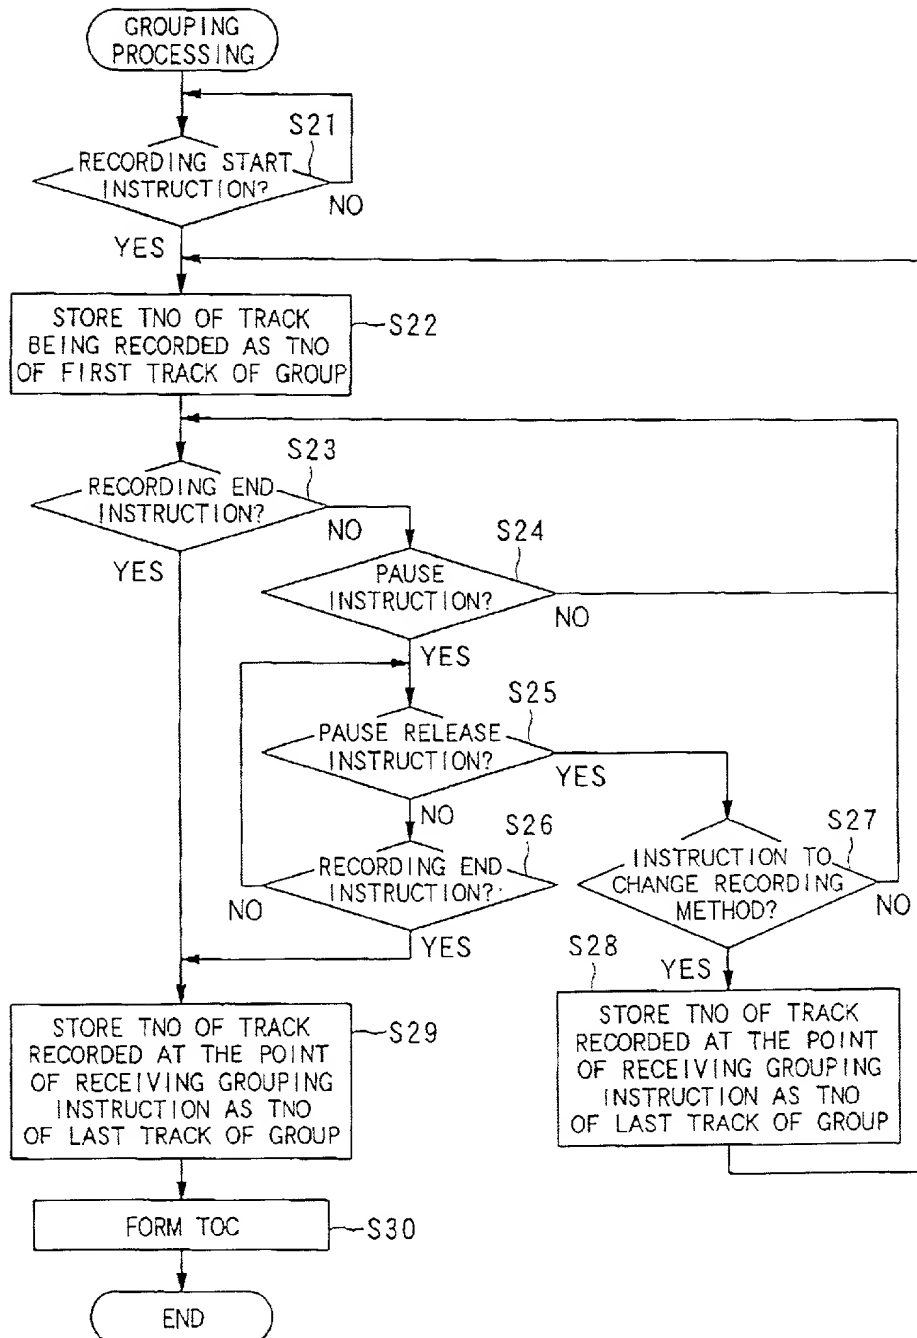 GROUPING
PROCESSING
S21
RECORDING START
INSTRUCTION?
NO
YES
STORE TNO OF TRACK
BEING RECORDED AS TNO
OF FIRST TRACK OF GROUP
S22
S23
RECORDING END
INSTRUCTION?
NO
YES
S24
PAUSE
INSTRUCTION?
NO
YES
S25
PAUSE RELEASE
INSTRUCTION?
YES
NO
S26
RECORDING END
INSTRUCTION?
NO
YES
S27
INSTRUCTION TO
CHANGE RECORDING
METHOD?
NO
YES
S28
STORE TNO OF TRACK
RECORDED AT THE POINT
OF RECEIVING GROUPING
INSTRUCTION AS TNO
OF LAST TRACK OF GROUP
STORE TNO OF TRACK
RECORDED AT THE POINT
OF RECEIVING GROUPING
INSTRUCTION AS TNO
OF LAST TRACK OF GROUP
S29
FORM TOC
S30
END